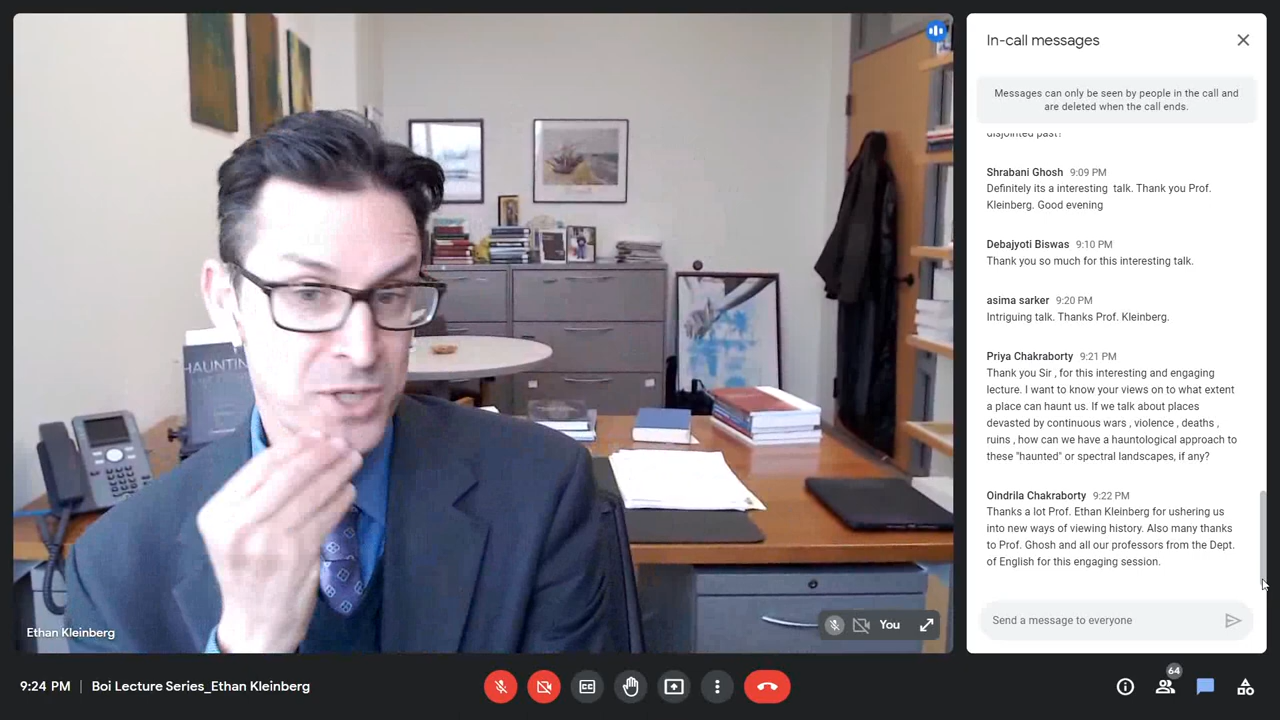 HAUNTIN
Ethan Kleinberg
You
In-call messages
Messages can only be seen by people in the call and
are deleted when the call ends.
disjointed past?
Shrabani Ghosh 9:09 PM
Definitely its a interesting talk. Thank you Prof.
Kleinberg. Good evening
Debajyoti Biswas 9:10 PM
Thank you so much for this interesting talk.
asima sarker 9:20 PM
Intriguing talk. Thanks Prof. Kleinberg.
Priya Chakraborty 9:21 PM
Thank you Sir , for this interesting and engaging
lecture. I want to know your views on to what extent
a place can haunt us. If we talk about places
devasted by continuous wars , violence , deaths ,
ruins , how can we have a hauntological approach to
these "haunted" or spectral landscapes, if any?
Oindrila Chakraborty 9:22 PM
Thanks a lot Prof. Ethan Kleinberg for ushering us
into new ways of viewing history. Also many thanks
to Prof. Ghosh and all our professors from the Dept.
of English for this engaging session.
Send a message to everyone
9:24 PM | Boi Lecture Series_Ethan Kleinberg
64